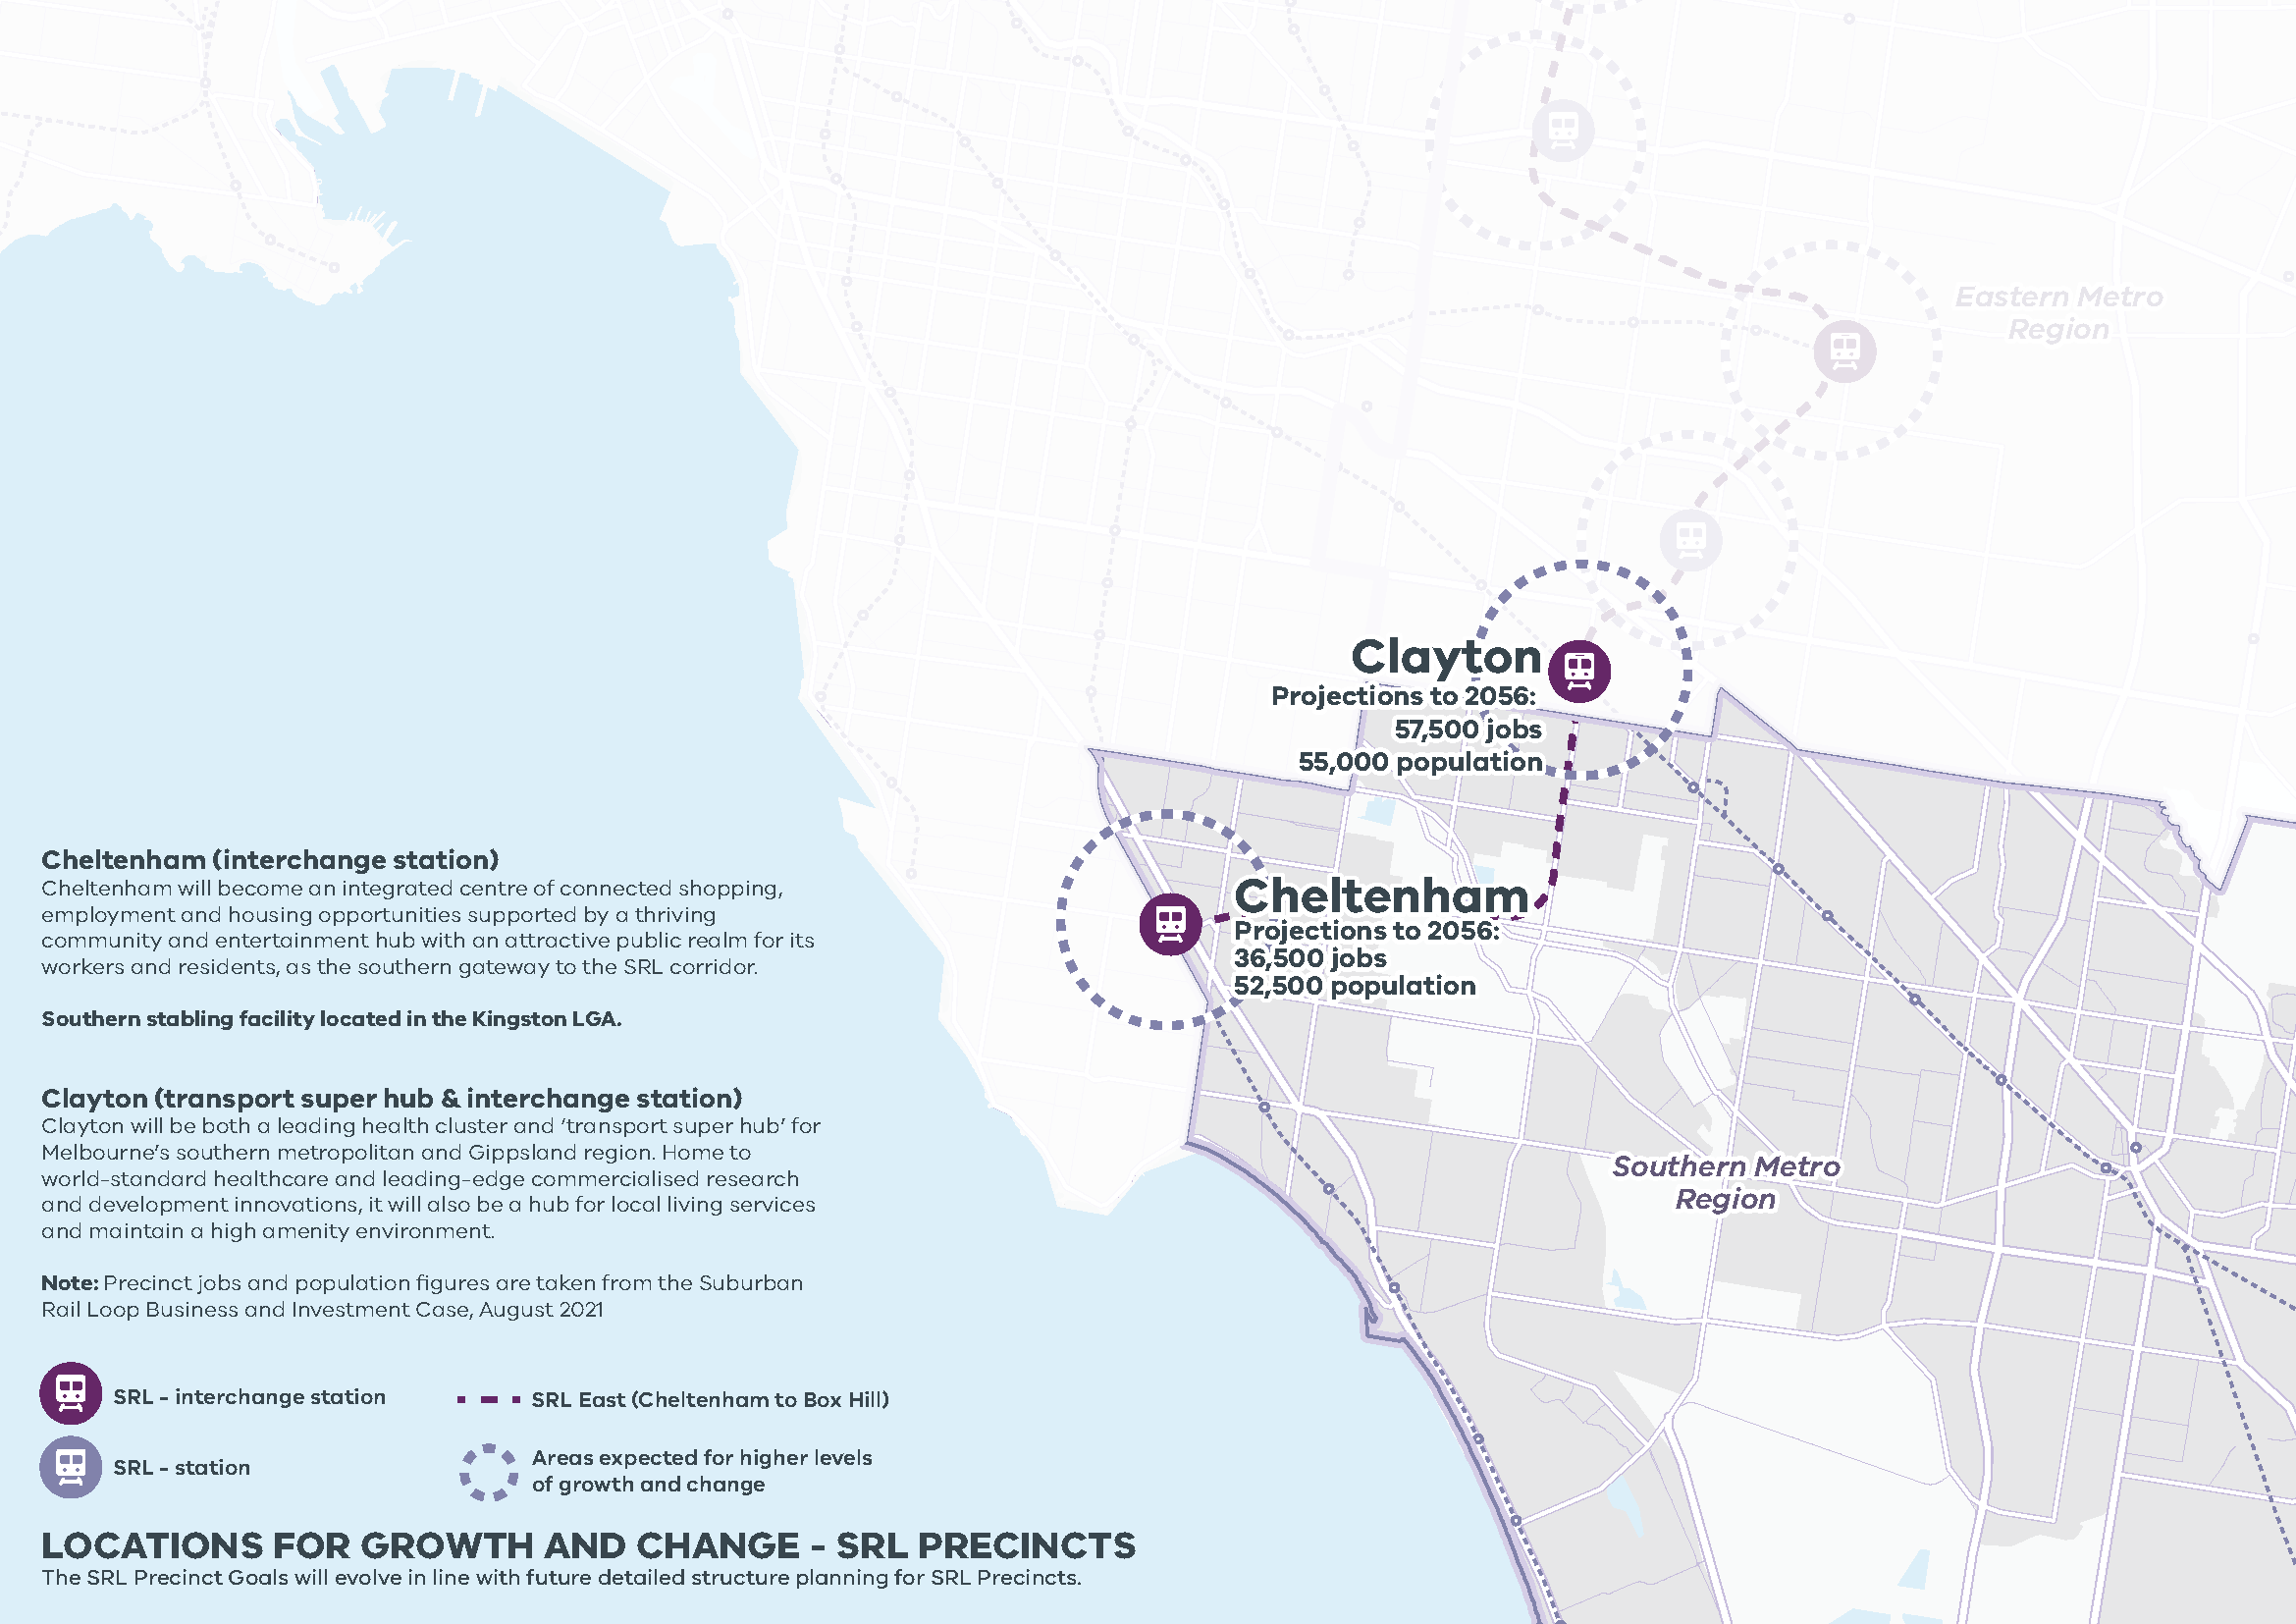 Eastern Metro
Region
Clayton
Projections to 2056:
57,500 jobs
55,000 population
Cheltenham
Projections to 2056:
36,500 jobs
52,500 population
Southern Metro
Region
Cheltenham (interchange station)
Cheltenham will become an integrated centre of connected shopping,
employment and housing opportunities supported by a thriving
community and entertainment hub with an attractive public realm for its
workers and residents, as the southern gateway to the SRL corridor.
Southern stabling facility located in the Kingston LGA.
Clayton (transport super hub & interchange station)
Clayton will be both a leading health cluster and ‘transport super hub’ for
Melbourne’s southern metropolitan and Gippsland region. Home to
world-standard healthcare and leading-edge commercialised research
and development innovations, it will also be a hub for local living services
and maintain a high amenity environment.
Note: Precinct jobs and population figures are taken from the Suburban
Rail Loop Business and Investment Case, August 2021
SRL - interchange station
SRL - station
SRL East (Cheltenham to Box Hill)
Areas expected for higher levels
of growth and change
LOCATIONS FOR GROWTH AND CHANGE - SRL PRECINCTS
The SRL Precinct Goals will evolve in line with future detailed structure planning for SRL Precincts.